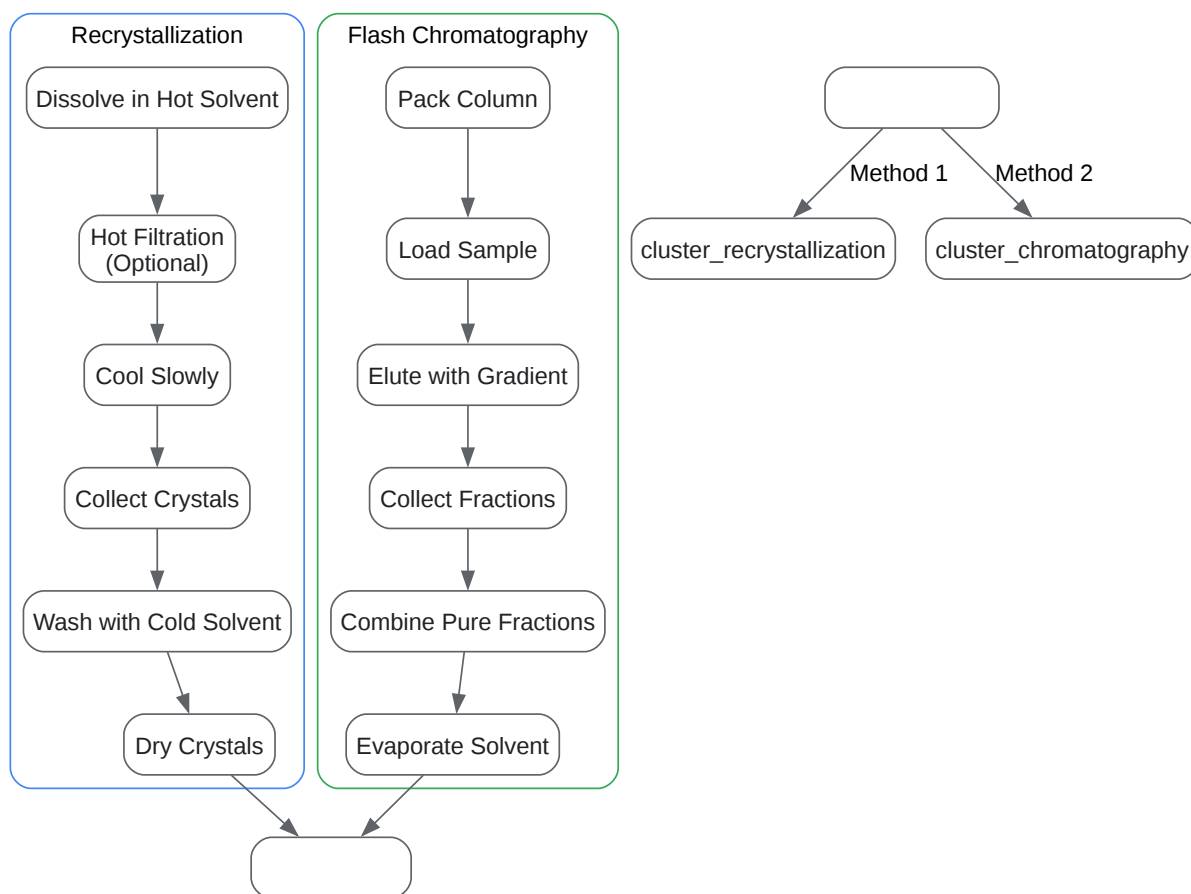 Recrystallization
Dissolve in Hot Solvent
Hot Filtration
(Optional)
Cool Slowly
Collect Crystals
Wash with Cold Solvent
Dry Crystals
Flash Chromatography
Pack Column
Load Sample
Elute with Gradient
Collect Fractions
Combine Pure Fractions
Evaporate Solvent
Method 1
Method 2
cluster_recrystallization
cluster_chromatography